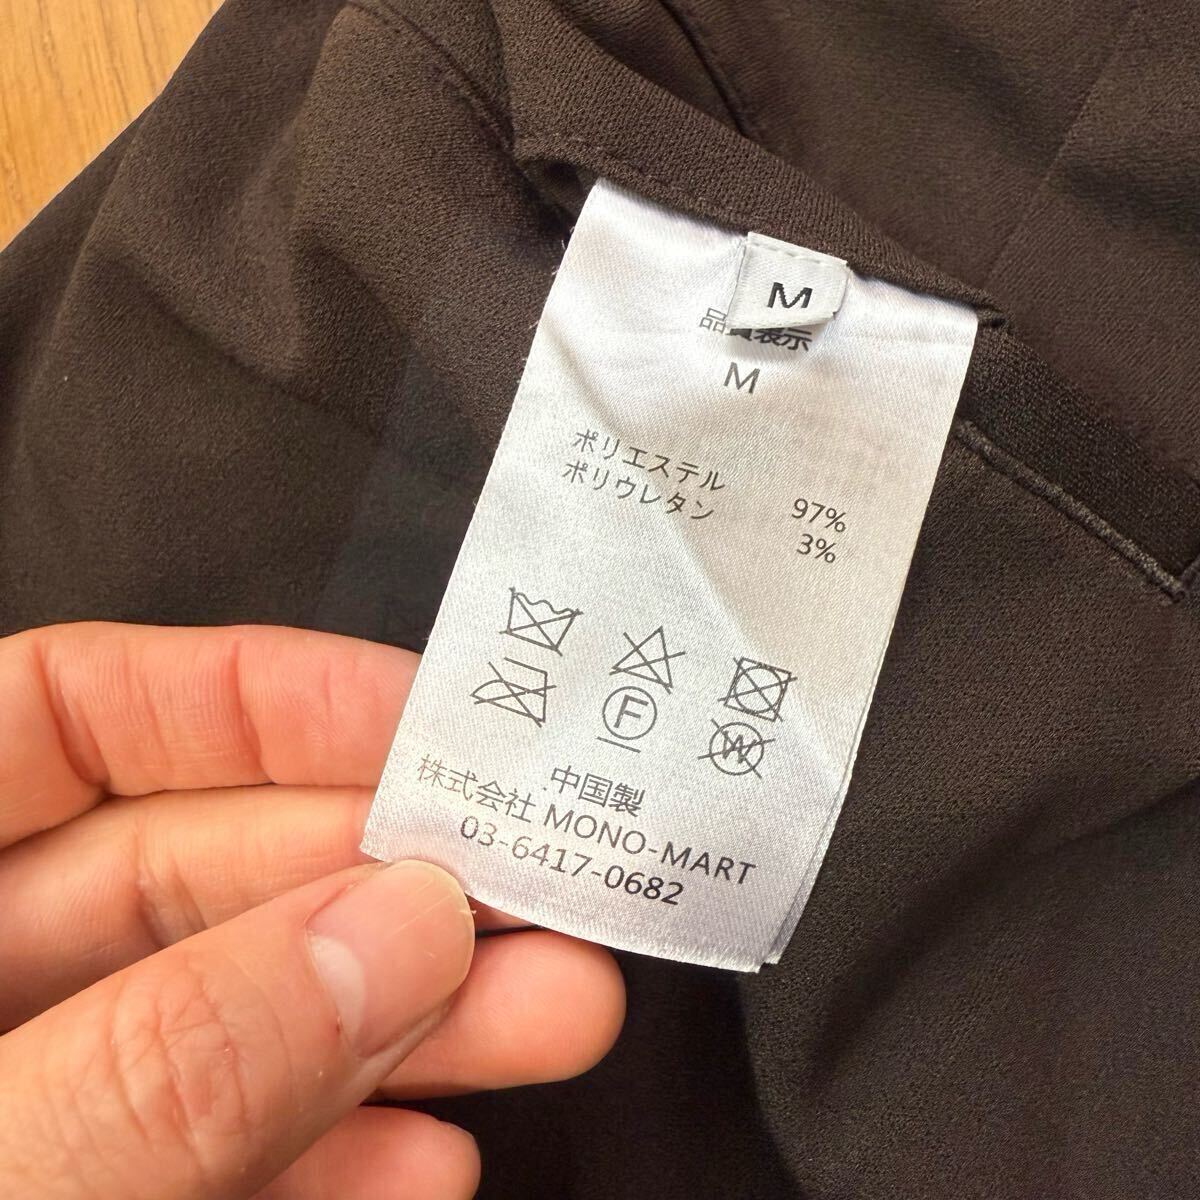 M
品質表示
M
ポリエステル 97%
ポリウレタン 3%
F
W
中国製
株式会社 MONO-MART
03-6417-0682